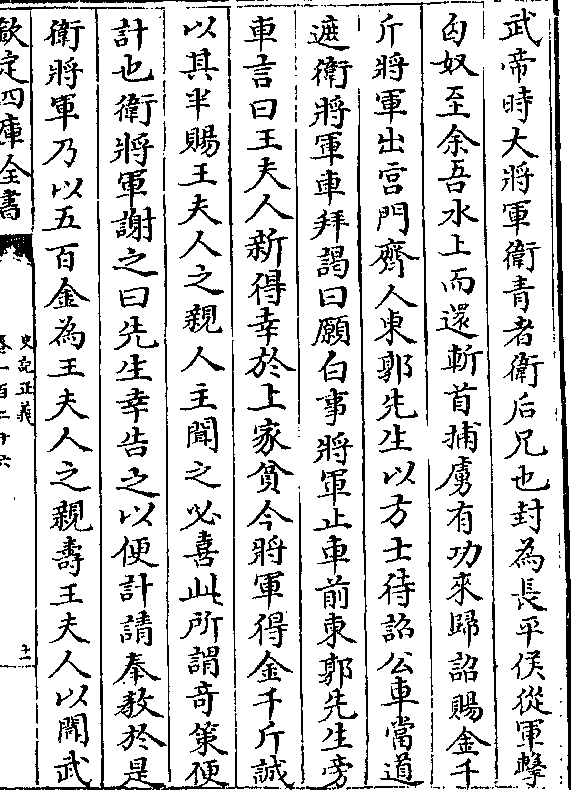 武帝時大將軍衛青者衛后兄也封為長平侯從軍擊
匈奴至余吾水上而還斬首捕虜有功來歸詔賜金千
斤將軍出宫門齊人東郭先生以方士待詔公車當道
遮衛將軍車拜謁曰願白事將軍止車前東郭先生旁
車言曰王夫人新得幸於上家貧今將軍得金千斤誠
以其半賜王夫人之親人主聞之必喜此所謂竒策便
計也衛將軍謝之曰先生幸告之以便計請奉教於是
衛將軍乃以五百金為王夫人之親壽王夫人以聞武
欽定四庫全書
史記正義
卷一百二十六
十一